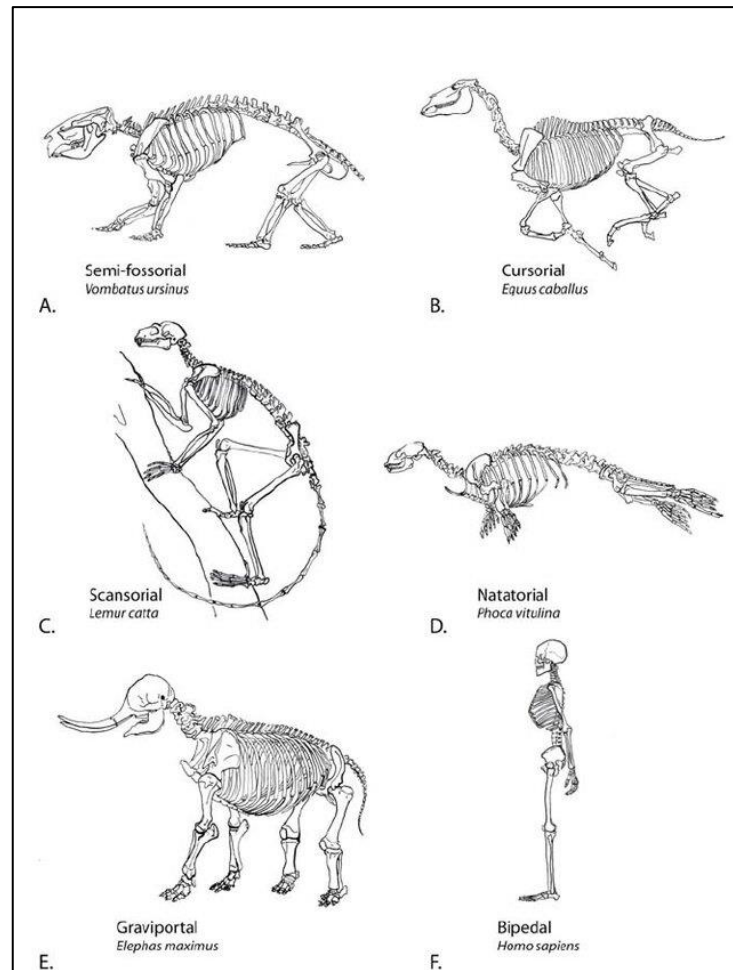 Semi-fossorial
Vombatus ursinus
A.
Cursorial
Equus caballus
B.
Scansorial
Lemur catta
C.
Natatorial
Phoca vitulina
D.
Graviportal
Elephas maximus
E.
Bipedal
Homo sapiens
F.